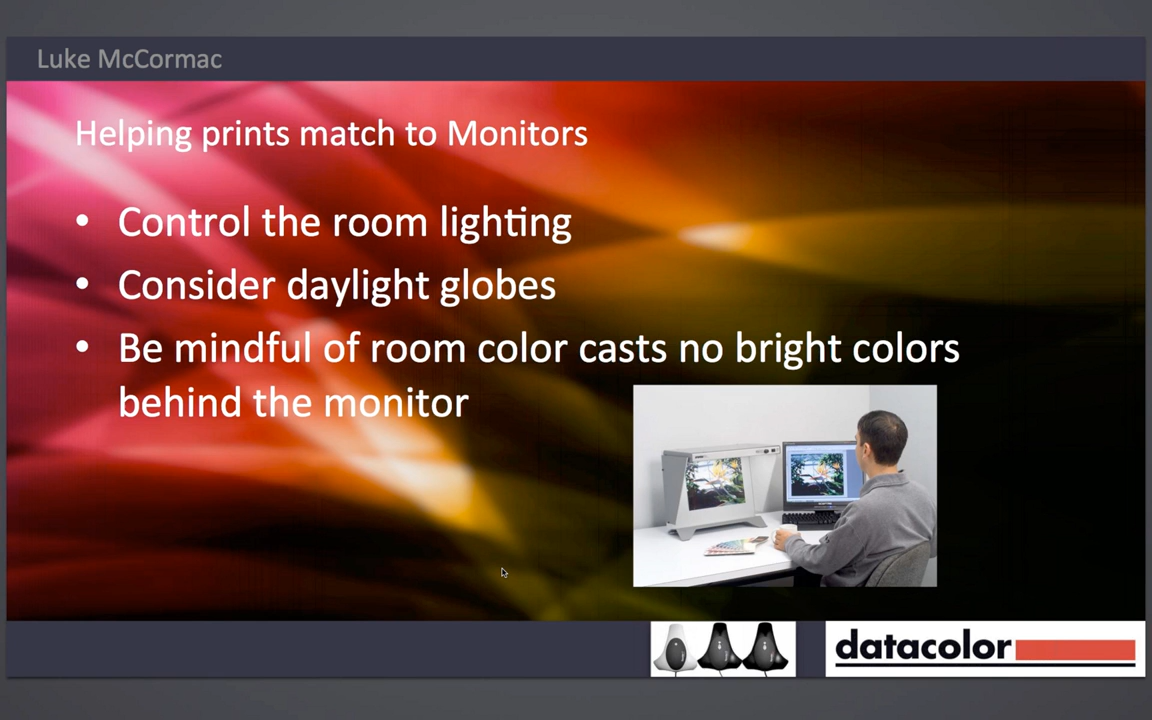 Luke McCormac
Helping prints match to Monitors
• Control the room lighting
• Consider daylight globes
• Be mindful of room color casts no bright colors
behind the monitor
datacolor